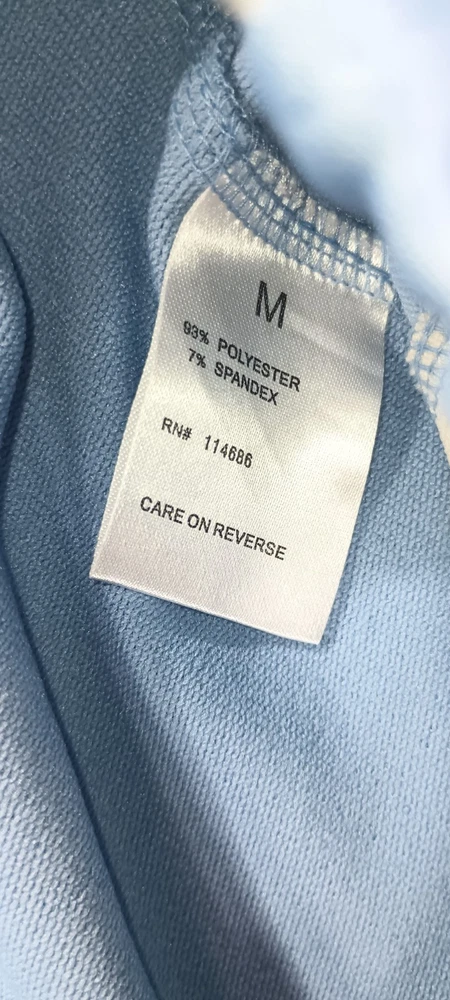 M
93% POLYESTER
7% SPANDEX
RN# 114686
CARE ON REVERSE